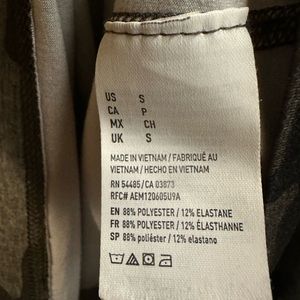 US S
CA P
MX CH
UK S
MADE IN VIETNAM / FABRIQUÉ AU
VIETNAM / HECHO EN VIETNAM
RN 54485/CA 03873
RFC# AEM120605U9A
EN 88% POLYESTER / 12% ELASTANE
FR 88% POLYESTER / 12% ÉLASTHANNE
SP 88% poliéster / 12% elastano